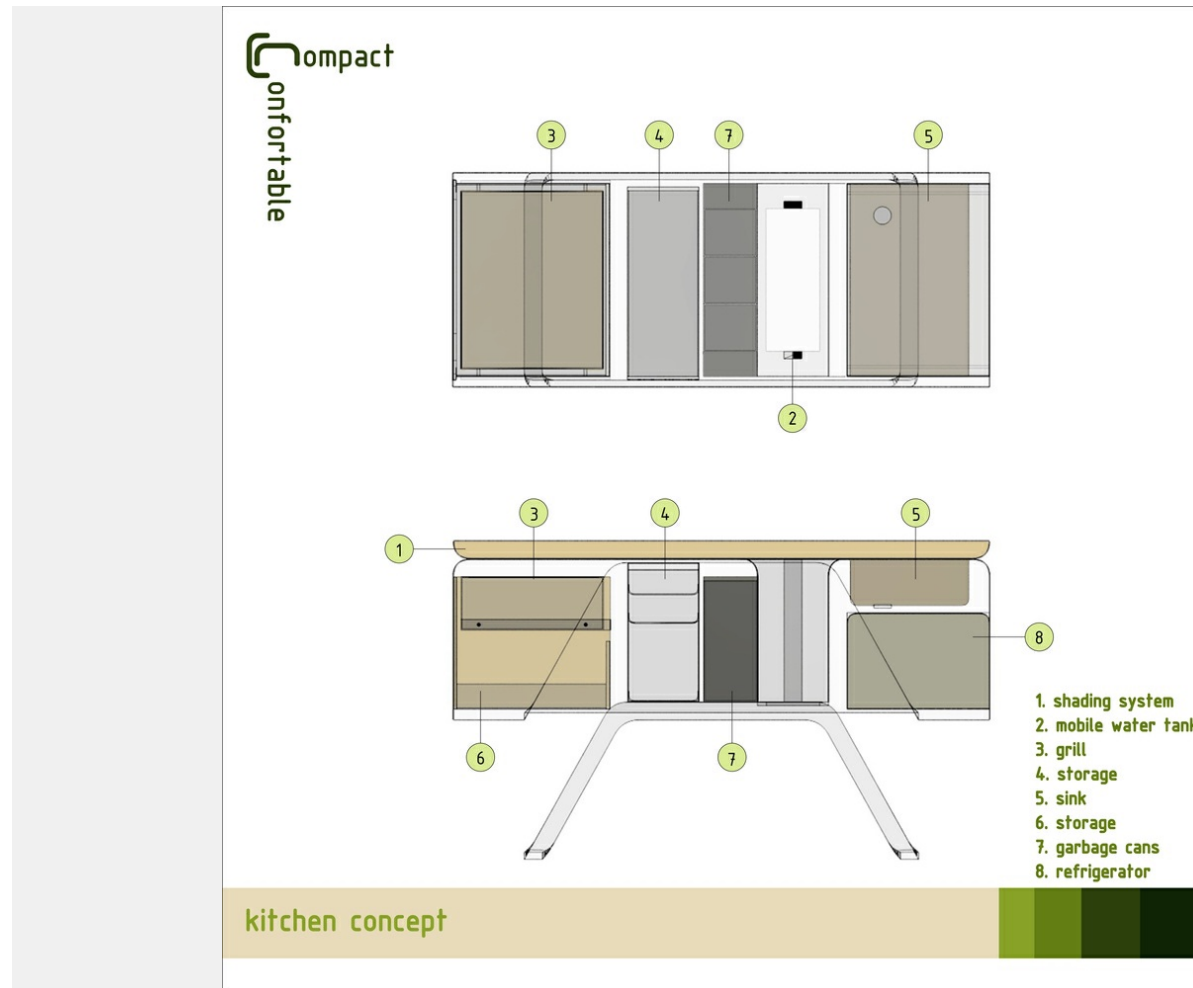 Compact
Confortable
3
4
7
5
2
3
4
5
1
8
6
7
1. shading system
2. mobile water tank
3. grill
4. storage
5. sink
6. storage
7. garbage cans
8. refrigerator
kitchen concept